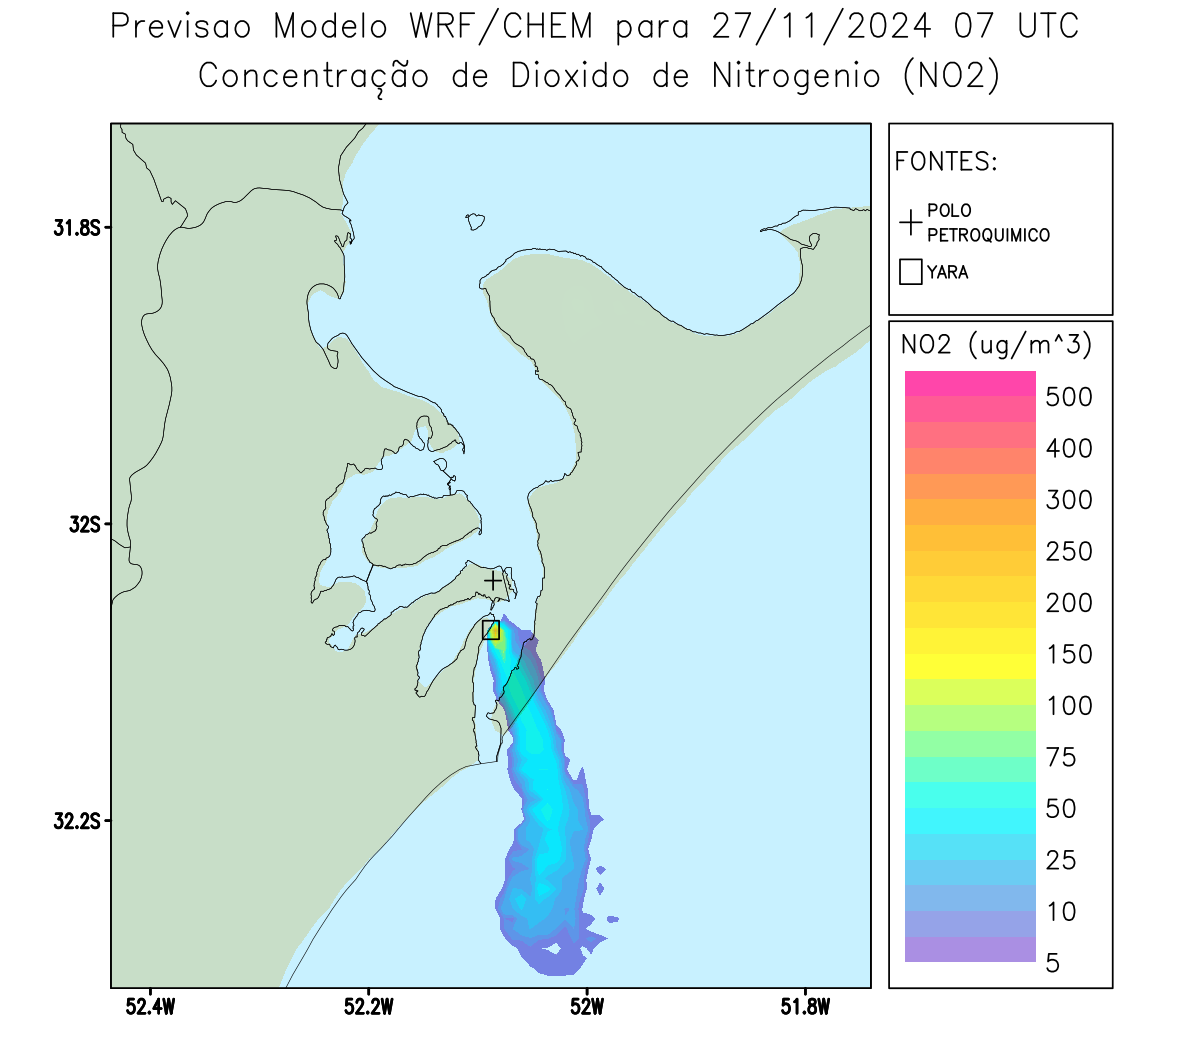 Previsao Modelo WRF/CHEM para 27/11/2024 07 UTC
Concentração de Dioxido de Nitrogenio (NO2)
FONTES:
POLO
PETROQUIMICO
YARA
NO2 (ug/m^3)
500
400
300
250
200
150
100
75
50
25
10
5
31.8S
32S
32.2S
52.4W
52.2W
52W
51.8W